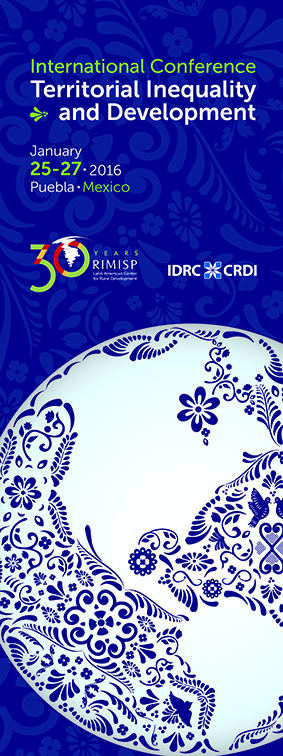 International Conference
Territorial Inequality
and Development
January
25-27·2016
Puebla·Mexico
30 YEARS
RIMISP
Latin American Center
for Rural Development
IDRC CRDI